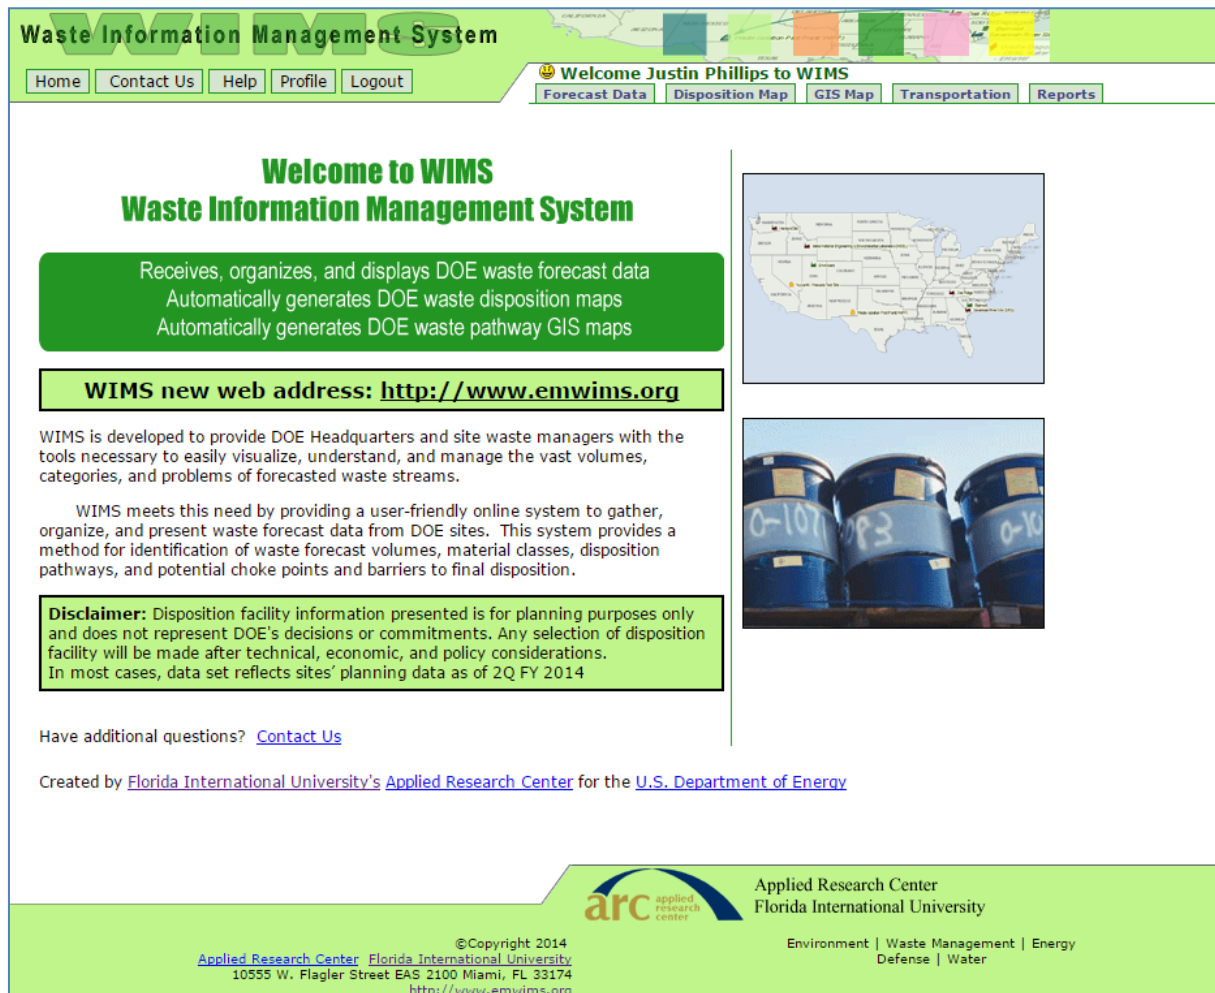 Waste Information Management System
WIMS
Home Contact Us Help Profile Logout
Welcome Justin Phillips to WIMS
Forecast Data Disposition Map GIS Map Transportation Reports
Welcome to WIMS
Waste Information Management System
Receives, organizes, and displays DOE waste forecast data
Automatically generates DOE waste disposition maps
Automatically generates DOE waste pathway GIS maps
WIMS new web address: http://www.emwims.org
WIMS is developed to provide DOE Headquarters and site waste managers with the
tools necessary to easily visualize, understand, and manage the vast volumes,
categories, and problems of forecasted waste streams.
WIMS meets this need by providing a user-friendly online system to gather,
organize, and present waste forecast data from DOE sites.  This system provides a
method for identification of waste forecast volumes, material classes, disposition
pathways, and potential choke points and barriers to final disposition.
Disclaimer: Disposition facility information presented is for planning purposes only
and does not represent DOE's decisions or commitments. Any selection of disposition
facility will be made after technical, economic, and policy considerations.
In most cases, data set reflects sites’ planning data as of 2Q FY 2014
O-1071
083
Have additional questions?  Contact Us
Created by Florida International University's Applied Research Center for the U.S. Department of Energy
arc applied
research
center
Applied Research Center
Florida International University
©Copyright 2014
Applied Research Center Florida International University
10555 W. Flagler Street EAS 2100 Miami, FL 33174
http://www.emwims.org
Environment | Waste Management | Energy
Defense | Water